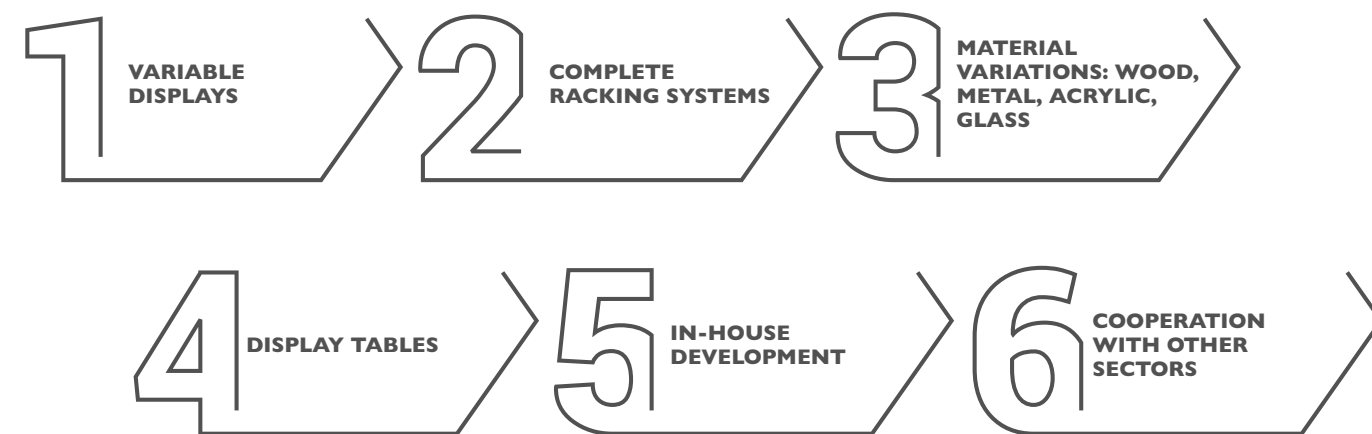 1
VARIABLE
DISPLAYS
2
COMPLETE
RACKING SYSTEMS
3
MATERIAL
VARIATIONS: WOOD,
METAL, ACRYLIC,
GLASS
4
DISPLAY TABLES
5
IN-HOUSE
DEVELOPMENT
6
COOPERATION
WITH OTHER
SECTORS